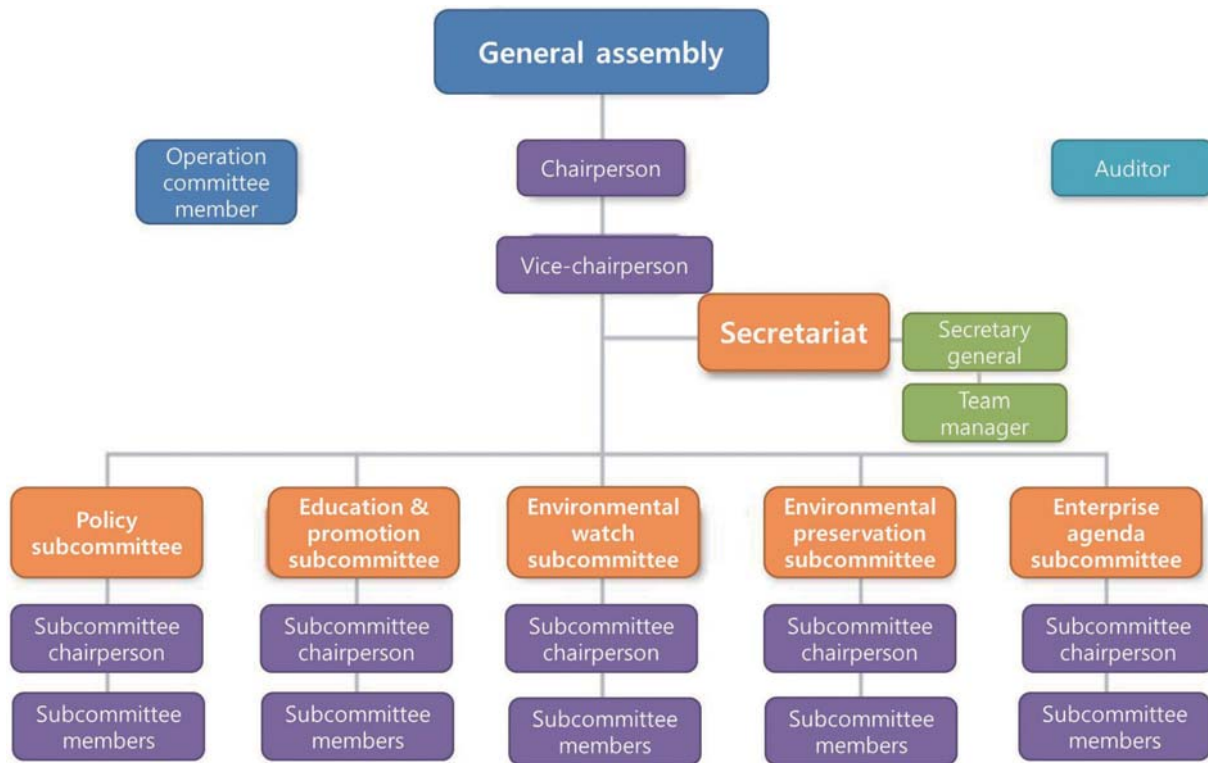 General assembly
Operation
committee
member
Chairperson
Auditor
Vice-chairperson
Secretariat
Secretary
general
Team
manager
Policy
subcommittee
Education &
promotion
subcommittee
Environmental
watch
subcommittee
Environmental
preservation
subcommittee
Enterprise
agenda
subcommittee
Subcommittee
chairperson
Subcommittee
chairperson
Subcommittee
chairperson
Subcommittee
chairperson
Subcommittee
chairperson
Subcommittee
members
Subcommittee
members
Subcommittee
members
Subcommittee
members
Subcommittee
members